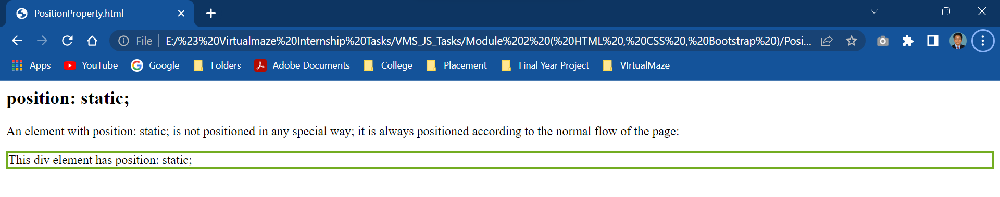 PositionProperty.html
File
E:/%23%20Virtualmaze%20Internship%20Tasks/VMS_JS_Tasks/Module%202%20(%20HTML%20,%20CSS%20,%20Bootstrap%20)/Posi...
Apps YouTube Google Folders Adobe Documents College Placement Final Year Project VIrtualMaze
position: static;
An element with position: static; is not positioned in any special way; it is always positioned according to the normal flow of the page:
This div element has position: static;